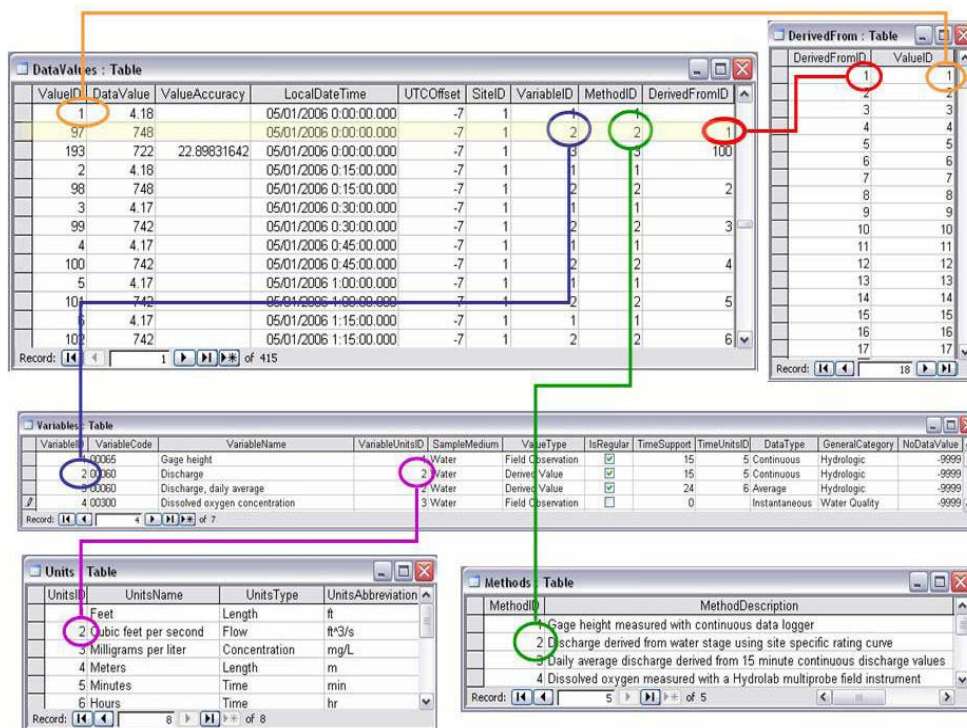 DataValues : Table
ValueID DataValue ValueAccuracy LocalDateTime UTCOffset SiteID VariableID MethodID DerivedFromID
1 4.18 05/01/2006 0:00:00.000 -7 1 1 1
97 748 05/01/2006 0:00:00.000 -7 1 2 2 1
193 722 22.89831642 05/01/2006 0:00:00.000 -7 1 3 3 100
2 4.18 05/01/2006 0:15:00.000 -7 1 1 1
98 748 05/01/2006 0:15:00.000 -7 1 2 2 2
3 4.17 05/01/2006 0:30:00.000 -7 1 1 1
99 742 05/01/2006 0:30:00.000 -7 1 2 2 3
4 4.17 05/01/2006 0:45:00.000 -7 1 1 1
100 742 05/01/2006 0:45:00.000 -7 1 2 2 4
5 4.17 05/01/2006 1:00:00.000 -7 1 1 1
101 742 05/01/2006 1:00:00.000 -7 1 2 2 5
6 4.17 05/01/2006 1:15:00.000 -7 1 1 1
102 742 05/01/2006 1:15:00.000 -7 1 2 2 6
Record: 1 of 415
DerivedFrom : Table
DerivedFromID ValueID
1 1
2 2
3 3
4 4
5 5
6 6
7 7
8 8
9 9
10 10
11 11
12 12
13 13
14 14
15 15
16 16
17 17
Record: 18
Variables : Table
VariableID VariableCode VariableName VariableUnitsID SampleMedium ValueType IsRegular TimeSupport TimeUnitsID DataType GeneralCategory NoDataValue
1 00065 Gage height 1 Water Field Observation 15 5 Continuous Hydrologic -9999
2 00060 Discharge 2 Water Derived Value 15 5 Continuous Hydrologic -9999
3 00060 Discharge, daily average 2 Water Derived Value 24 6 Average Hydrologic -9999
4 00300 Dissolved oxygen concentration 3 Water Field Observation 0 Instantaneous Water Quality -9999
Record: 4 of 7
Units : Table
UnitsID UnitsName UnitsType UnitsAbbreviation
Feet Length ft
2 Cubic feet per second Flow ft^3/s
3 Milligrams per liter Concentration mg/L
4 Meters Length m
5 Minutes Time min
6 Hours Time hr
Record: 8 of 8
Methods : Table
MethodID MethodDescription
1 Gage height measured with continuous data logger
2 Discharge derived from water stage using site specific rating curve
3 Daily average discharge derived from 15 minute continuous discharge values
4 Dissolved oxygen measured with a Hydrolab multiprobe field instrument
Record: 5 of 5